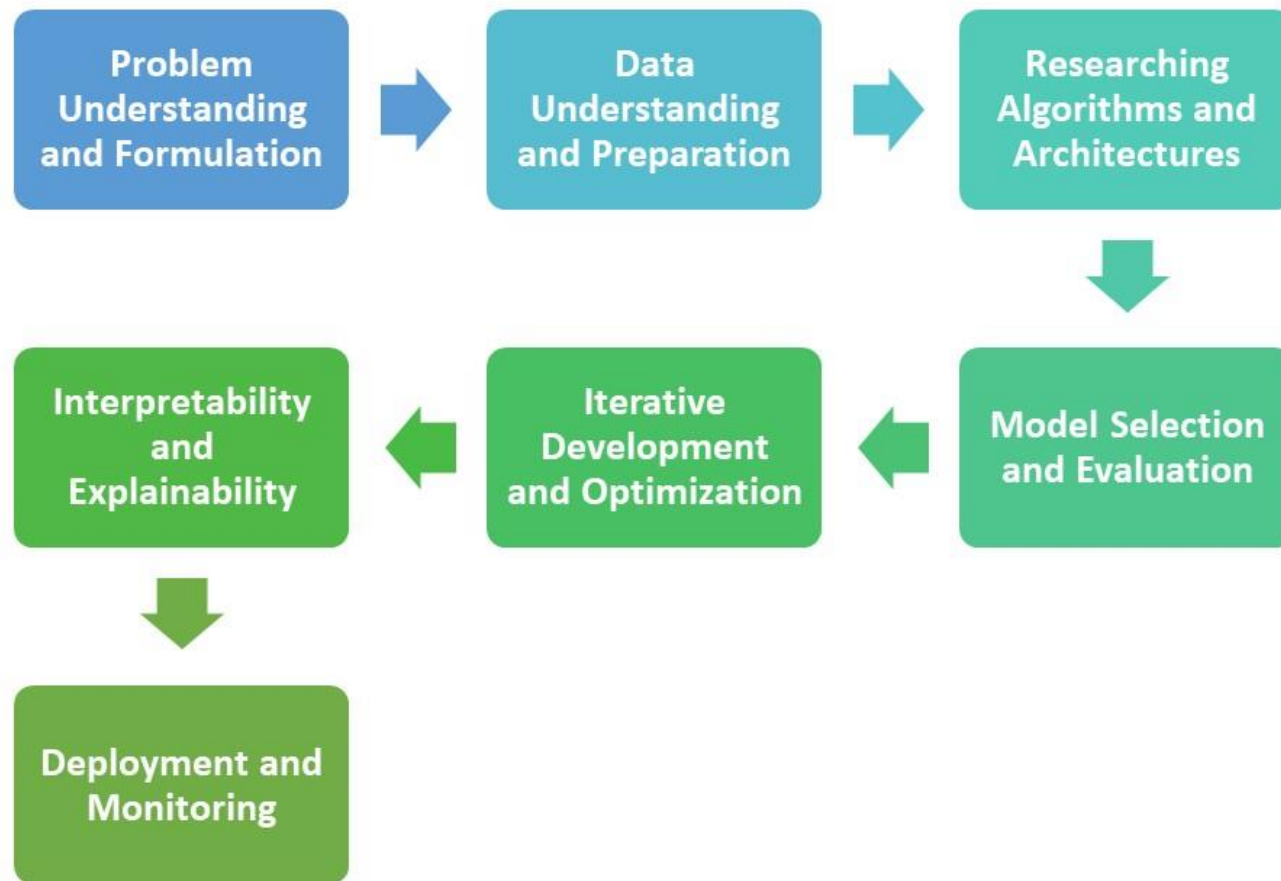 Problem
Understanding
and Formulation
Data
Understanding
and Preparation
Researching
Algorithms and
Architectures
Model Selection
and Evaluation
Iterative
Development
and Optimization
Interpretability
and
Explainability
Deployment and
Monitoring